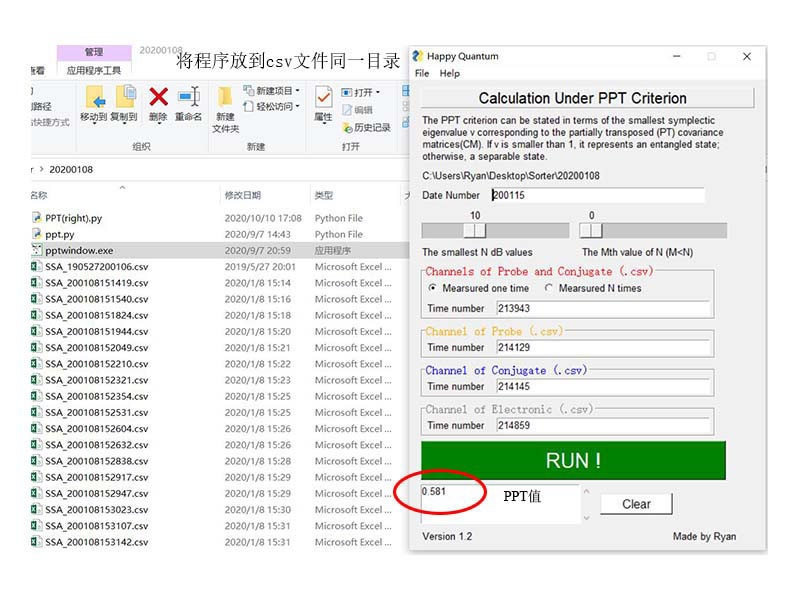 管理
20200108
将程序放到csv文件同一目录
查看
应用程序工具
路径
快捷方式
移动到
复制到
删除
重命名
新建
文件夹
新建项目
轻松访问
属性
打开
编辑
历史记录
组织
新建
打开
20200108
名称
修改日期
类型
PPT(right).py 2020/10/10 17:08 Python File
ppt.py 2020/9/7 14:43 Python File
pptwindow.exe 2020/9/7 20:59 应用程序
SSA_190527200106.csv 2019/5/27 20:01 Microsoft Excel ...
SSA_200108151419.csv 2020/1/8 15:14 Microsoft Excel ...
SSA_200108151540.csv 2020/1/8 15:16 Microsoft Excel ...
SSA_200108151824.csv 2020/1/8 15:18 Microsoft Excel ...
SSA_200108151944.csv 2020/1/8 15:20 Microsoft Excel ...
SSA_200108152049.csv 2020/1/8 15:21 Microsoft Excel ...
SSA_200108152210.csv 2020/1/8 15:22 Microsoft Excel ...
SSA_200108152321.csv 2020/1/8 15:23 Microsoft Excel ...
SSA_200108152354.csv 2020/1/8 15:25 Microsoft Excel ...
SSA_200108152531.csv 2020/1/8 15:25 Microsoft Excel ...
SSA_200108152604.csv 2020/1/8 15:26 Microsoft Excel ...
SSA_200108152632.csv 2020/1/8 15:26 Microsoft Excel ...
SSA_200108152838.csv 2020/1/8 15:28 Microsoft Excel ...
SSA_200108152917.csv 2020/1/8 15:29 Microsoft Excel ...
SSA_200108152947.csv 2020/1/8 15:29 Microsoft Excel ...
SSA_200108153023.csv 2020/1/8 15:30 Microsoft Excel ...
SSA_200108153107.csv 2020/1/8 15:31 Microsoft Excel ...
SSA_200108153142.csv 2020/1/8 15:31 Microsoft Excel ...
Happy Quantum
File Help
Calculation Under PPT Criterion
The PPT criterion can be stated in terms of the smallest symplectic
eigenvalue v corresponding to the partially transposed (PT) covariance
matrices(CM). If v is smaller than 1, it represents an entangled state;
otherwise, a separable state.
C:\Users\Ryan\Desktop\Sorter\20200108
Date Number 200115
10 0
The smallest N dB values The Mth value of N (M<N)
Channels of Probe and Conjugate (.csv)
Mearsured one time Mearsured N times
Time number 213943
Channel of Probe (.csv)
Time number 214129
Channel of Conjugate (.csv)
Time number 214145
Channel of Electronic (.csv)
Time number 214859
RUN !
0.581
PPT值
Clear
Version 1.2 Made by Ryan